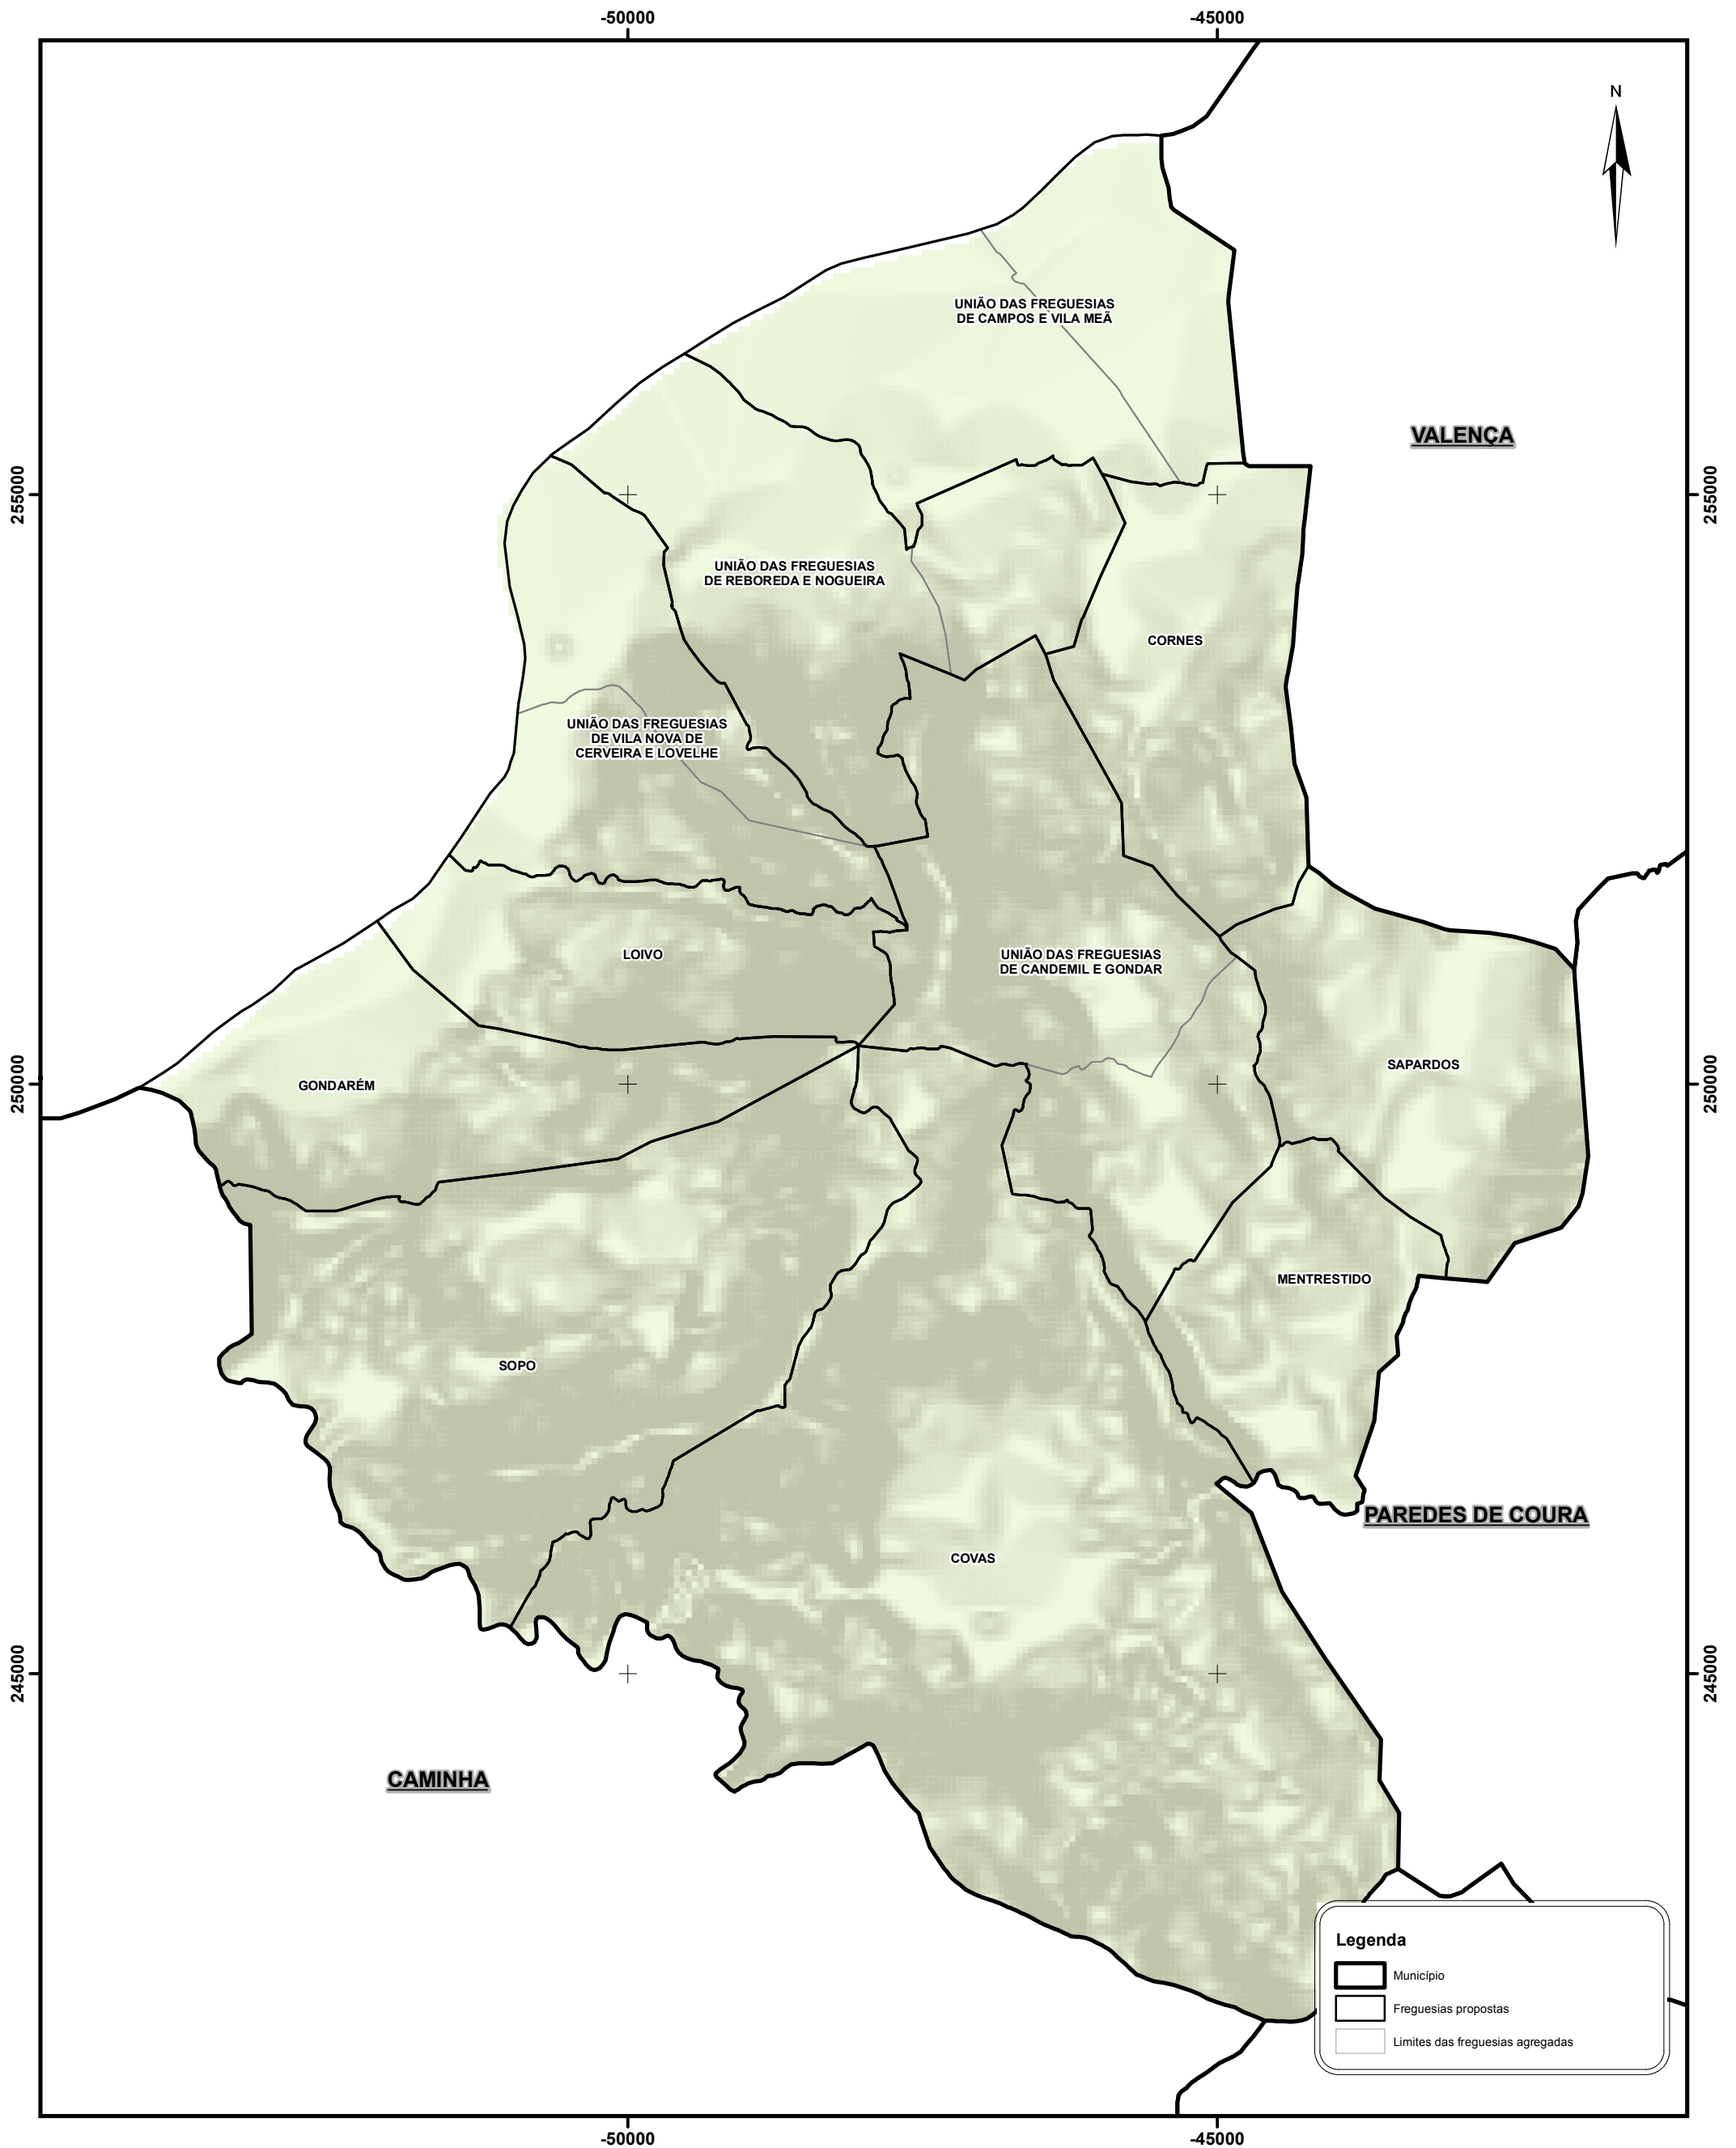 -50000
-45000
N
UNIÃO DAS FREGUESIAS
DE CAMPOS E VILA MEÃ
VALENÇA
255000
255000
UNIÃO DAS FREGUESIAS
DE REBOREDA E NOGUEIRA
CORNES
UNIÃO DAS FREGUESIAS
DE VILA NOVA DE
CERVEIRA E LOVELHE
LOIVO
UNIÃO DAS FREGUESIAS
DE CANDEMIL E GONDAR
SAPARDOS
250000
250000
GONDARÉM
MENTRESTIDO
SOPO
PAREDES DE COURA
COVAS
245000
245000
CAMINHA
Legenda
Município
Freguesias propostas
Limites das freguesias agregadas
-50000
-45000